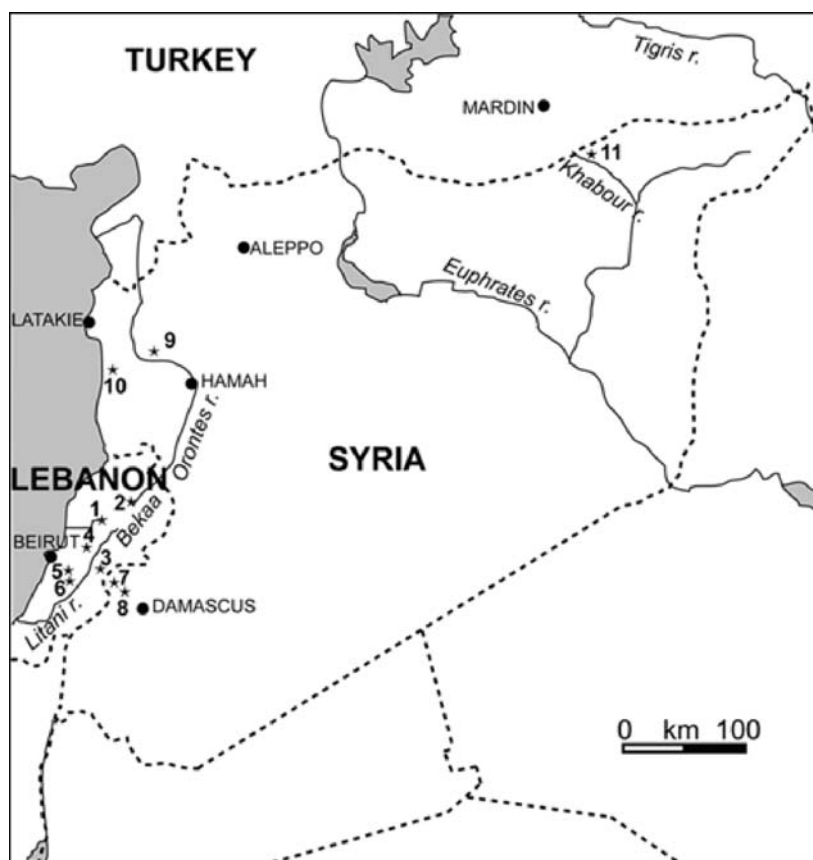 TURKEY
Tigris r.
MARDIN
11
Khabour r.
ALEPPO
Euphrates r.
LATAKIE
9
10
HAMAH
Orontes r.
SYRIA
LEBANON
2
Bekaa
1
BEIRUT
4
3
5
6
7
8
DAMASCUS
Litani r.
0 km 100